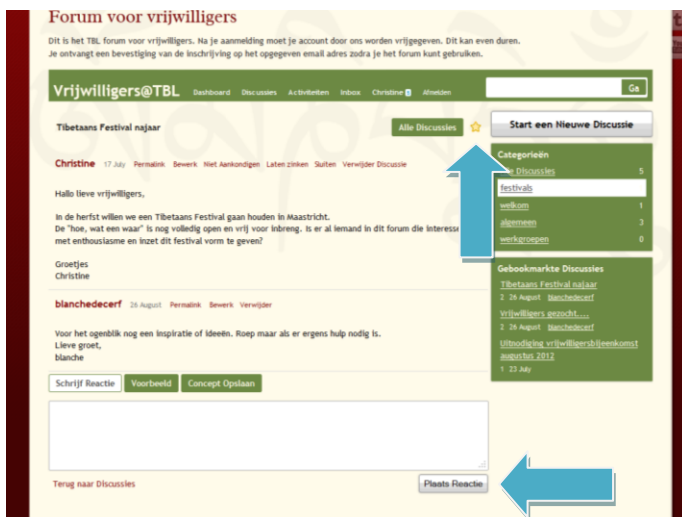 Forum voor vrijwilligers
Dit is het TBL forum voor vrijwilligers. Na je aanmelding moet je account door ons worden vrijgegeven. Dit kan even duren.
Je ontvangt een bevestiging van de inschrijving op het opgegeven email adres zodra je het forum kunt gebruiken.
Vrijwilligers@TBL Dashboard Discussies Activiteiten Inbox Christine Afmelden Ga
Tibetaans Festival najaar Alle Discussies
Christine 17 July Permalink Bewerk Niet Aankondigen Laten zinken Sluiten Verwijder Discussie
Hallo lieve vrijwilligers,
In de herfst willen we een Tibetaans Festival gaan houden in Maastricht.
De "hoe, wat een waar" is nog volledig open en vrij voor inbreng. Is er al iemand in dit forum die interesse
met enthousiasme en inzet dit festival vorm te geven?
Groetjes
Christine
blanchedecerf 26 August Permalink Bewerk Verwijder
Voor het ogenblik nog een inspiratie of ideeën. Roep maar als er ergens hulp nodig is.
Lieve groet,
blanche
Schrijf Reactie Voorbeeld Concept Opslaan
Terug naar Discussies Plaats Reactie
Start een Nieuwe Discussie
Categorieën
Discussies 5
festivals
welkom 1
algemeen 3
werkgroepen 0
Gebookmarkte Discussies
Tibetaans Festival najaar
2 26 August blanchedecerf
Vrijwilligers gezocht....
2 26 August blanchedecerf
Uitnodiging vrijwilligersbijeenkomst
augustus 2012
1 23 July